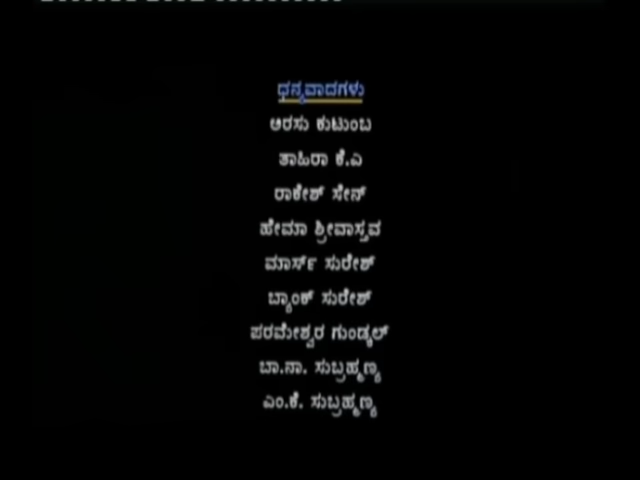 ಧನ್ಯವಾದಗಳು
ಅರಸು ಕುಟುಂಬ
ತಾಹಿರಾ ಕೆ.ಎ
ರಾಕೇಶ್ ಸೇನ್
ಹೇಮಾ ಶ್ರೀವಾಸ್ತವ
ಮಾರ್ಸ್ ಸುರೇಶ್
ಬ್ಯಾಂಕ್ ಸುರೇಶ್
ಪರಮೇಶ್ವರ ಗುಂಡ್ಕಲ್
ಬಾ.ನಾ. ಸುಬ್ರಹ್ಮಣ್ಯ
ಎಂ.ಕೆ. ಸುಬ್ರಹ್ಮಣ್ಯ